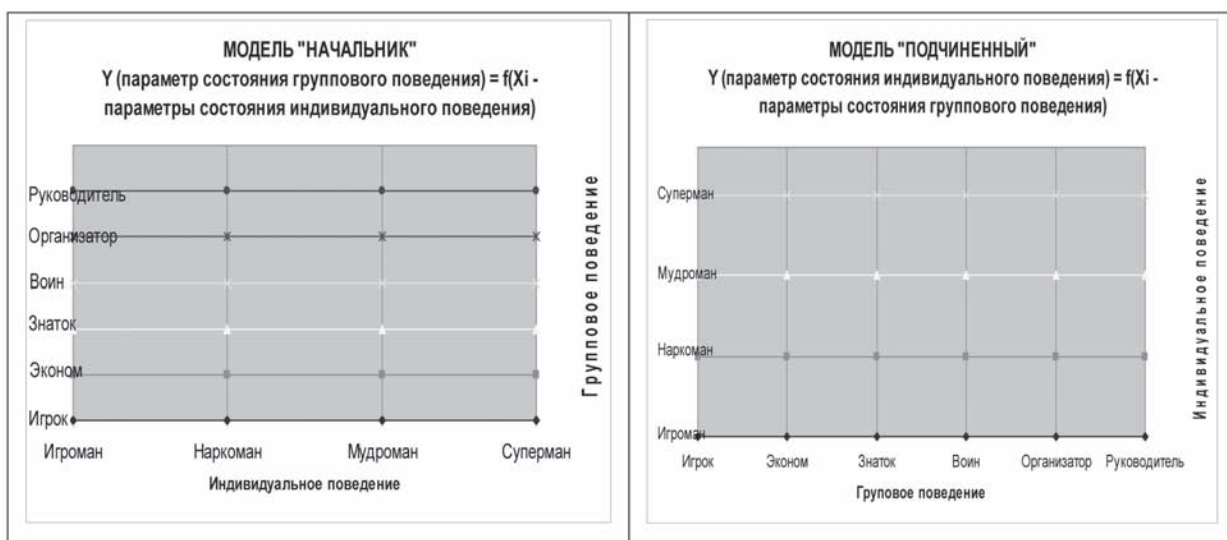 МОДЕЛЬ "НАЧАЛЬНИК"
Y (параметр состояния группового поведения) = f(Xi -
параметры состояния индивидуального поведения)
Руководитель
Организатор
Воин
Знаток
Эконом
Игрок
Игроман
Наркоман
Мудроман
Суперман
Индивидуальное поведение
Групповое поведение
МОДЕЛЬ "ПОДЧИНЕННЫЙ"
Y (параметр состояния индивидуального поведения) = f(Xi -
параметры состояния группового поведения)
Суперман
Мудроман
Наркоман
Игроман
Игрок
Эконом
Знаток
Воин
Организатор
Руководитель
Груповое поведение
Индивидуальное поведение